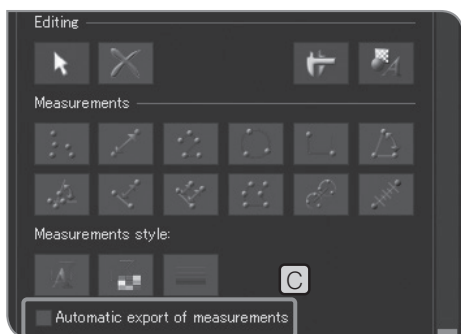 Editing
Measurements
Measurements style:
C
Automatic export of measurements